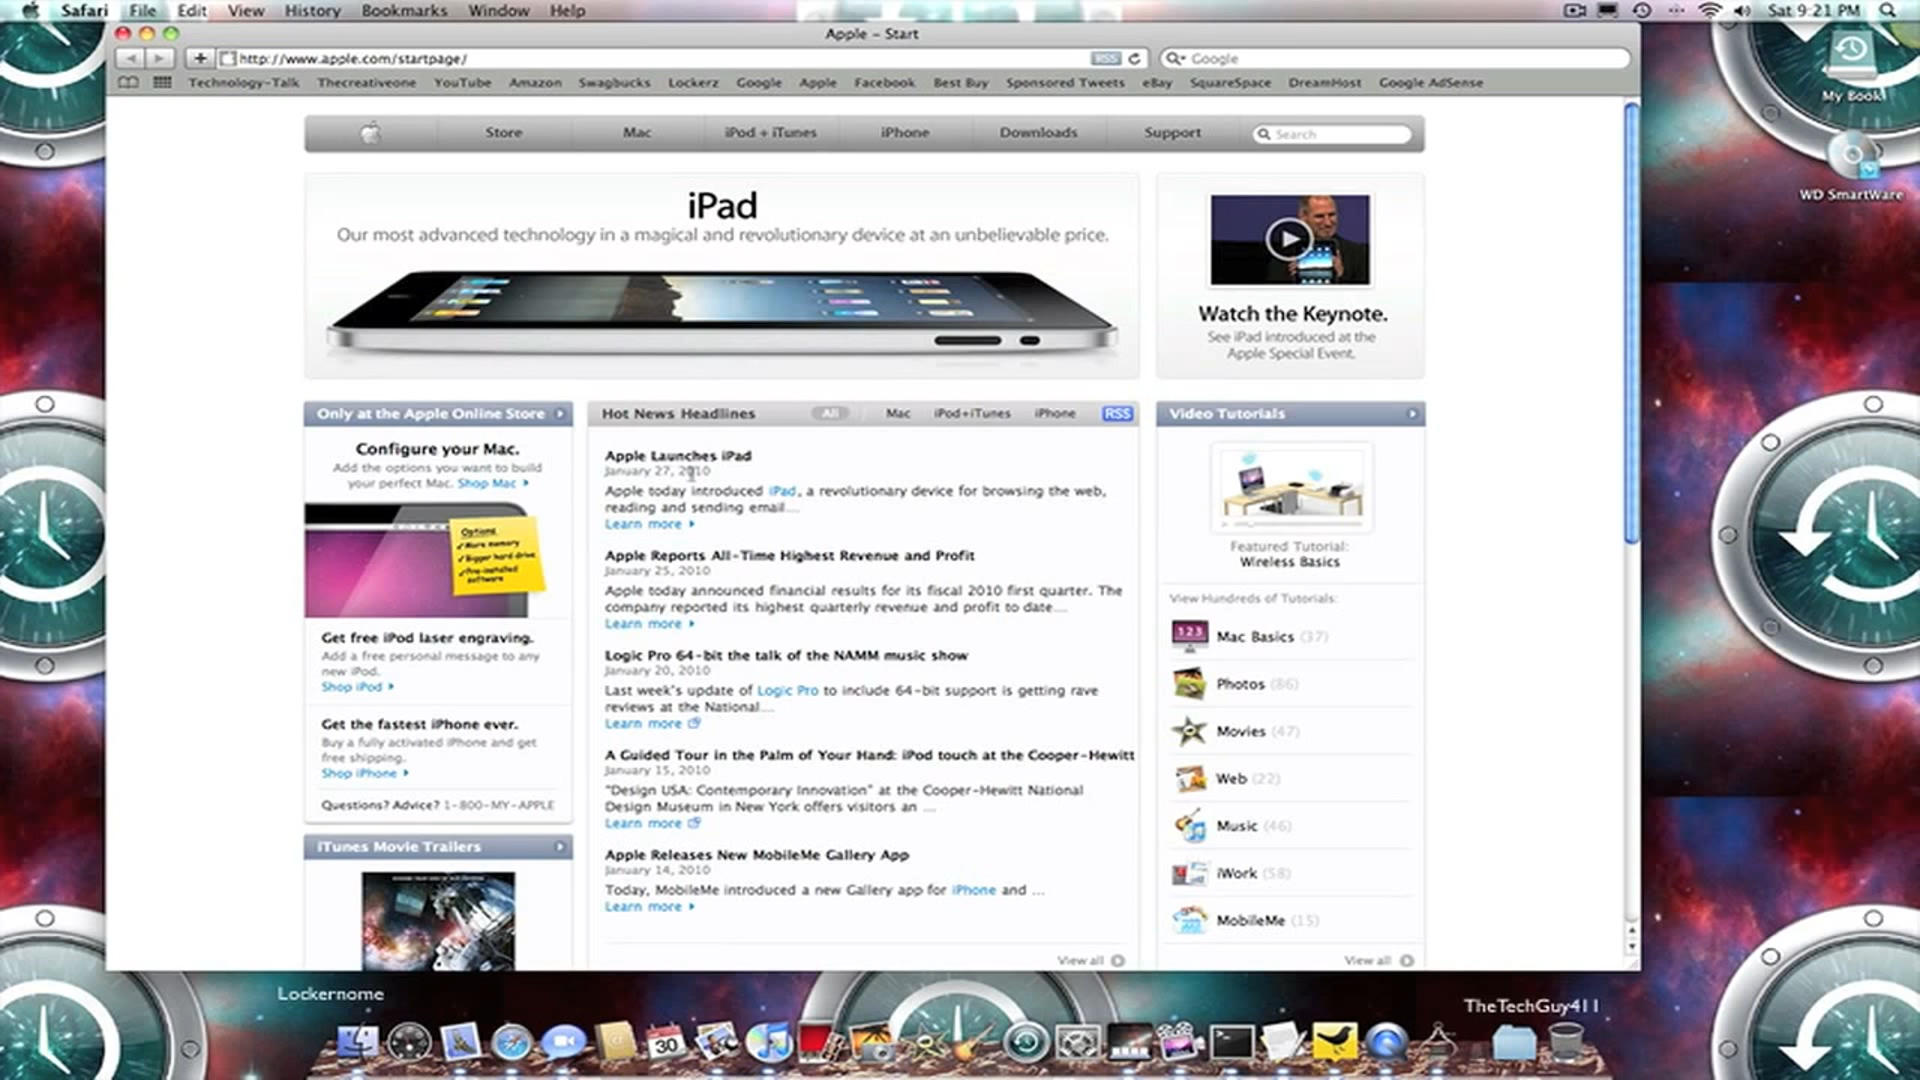 Safari File Edit View History Bookmarks Window Help
Sat 9:21 PM
My Book
WD SmartWare
Apple – Start
http://www.apple.com/startpage/
RSS
Google
Technology-Talk Thecreativeone YouTube Amazon Swagbucks Lockerz Google Apple Facebook Best Buy Sponsored Tweets eBay SquareSpace DreamHost Google AdSense
Store Mac iPod + iTunes iPhone Downloads Support Search
iPad
Our most advanced technology in a magical and revolutionary device at an unbelievable price.
Watch the Keynote.
See iPad introduced at the
Apple Special Event.
Only at the Apple Online Store
Configure your Mac.
Add the options you want to build
your perfect Mac. Shop Mac
Options
More memory
Bigger hard drive
Pre-installed
software
Get free iPod laser engraving.
Add a free personal message to any
new iPod.
Shop iPod
Get the fastest iPhone ever.
Buy a fully activated iPhone and get
free shipping.
Shop iPhone
Questions? Advice? 1-800-MY-APPLE
iTunes Movie Trailers
Hot News Headlines All Mac iPod+iTunes iPhone RSS
Apple Launches iPad
January 27, 2010
Apple today introduced iPad, a revolutionary device for browsing the web,
reading and sending email...
Learn more
Apple Reports All-Time Highest Revenue and Profit
January 25, 2010
Apple today announced financial results for its fiscal 2010 first quarter. The
company reported its highest quarterly revenue and profit to date...
Learn more
Logic Pro 64-bit the talk of the NAMM music show
January 20, 2010
Last week's update of Logic Pro to include 64-bit support is getting rave
reviews at the National...
Learn more
A Guided Tour in the Palm of Your Hand: iPod touch at the Cooper-Hewitt
January 15, 2010
"Design USA: Contemporary Innovation" at the Cooper-Hewitt National
Design Museum in New York offers visitors an ...
Learn more
Apple Releases New MobileMe Gallery App
January 14, 2010
Today, MobileMe introduced a new Gallery app for iPhone and ...
Learn more
View all
Video Tutorials
Featured Tutorial:
Wireless Basics
View Hundreds of Tutorials:
123
Mac Basics (37)
Photos (86)
Movies (47)
Web (22)
Music (46)
iWork (58)
MobileMe (15)
View all
Lockernome
TheTechGuy411
30